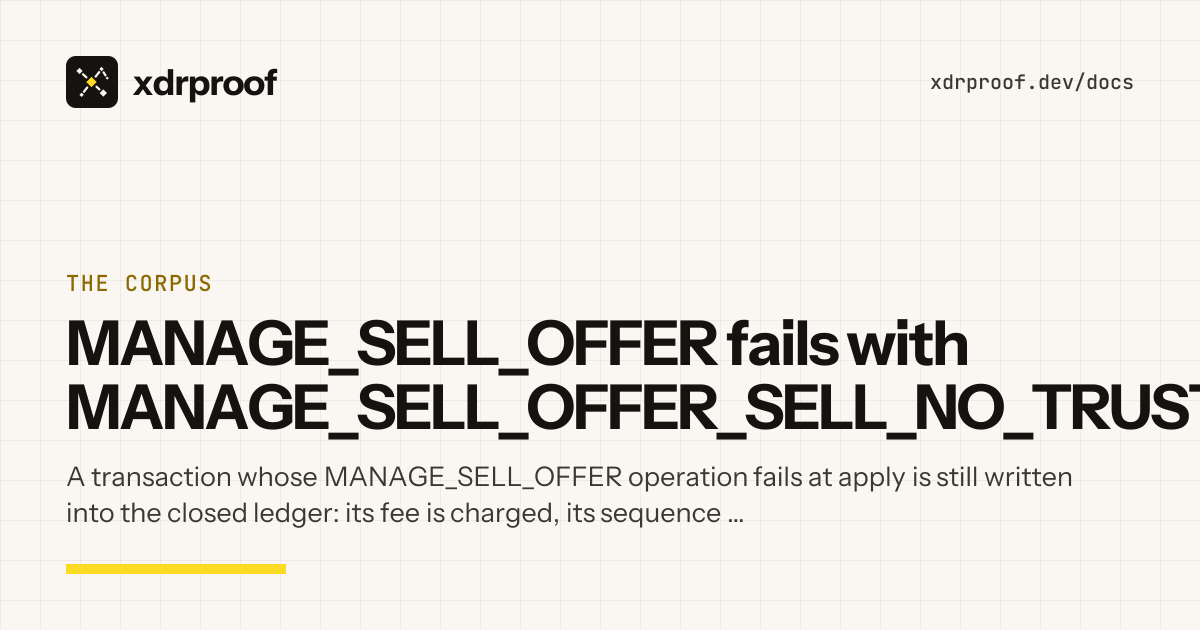 xdrproof
xdrproof.dev/docs
THE CORPUS
MANAGE_SELL_OFFER fails with
MANAGE_SELL_OFFER_SELL_NO_TRUST
A transaction whose MANAGE_SELL_OFFER operation fails at apply is still written
into the closed ledger: its fee is charged, its sequence ...